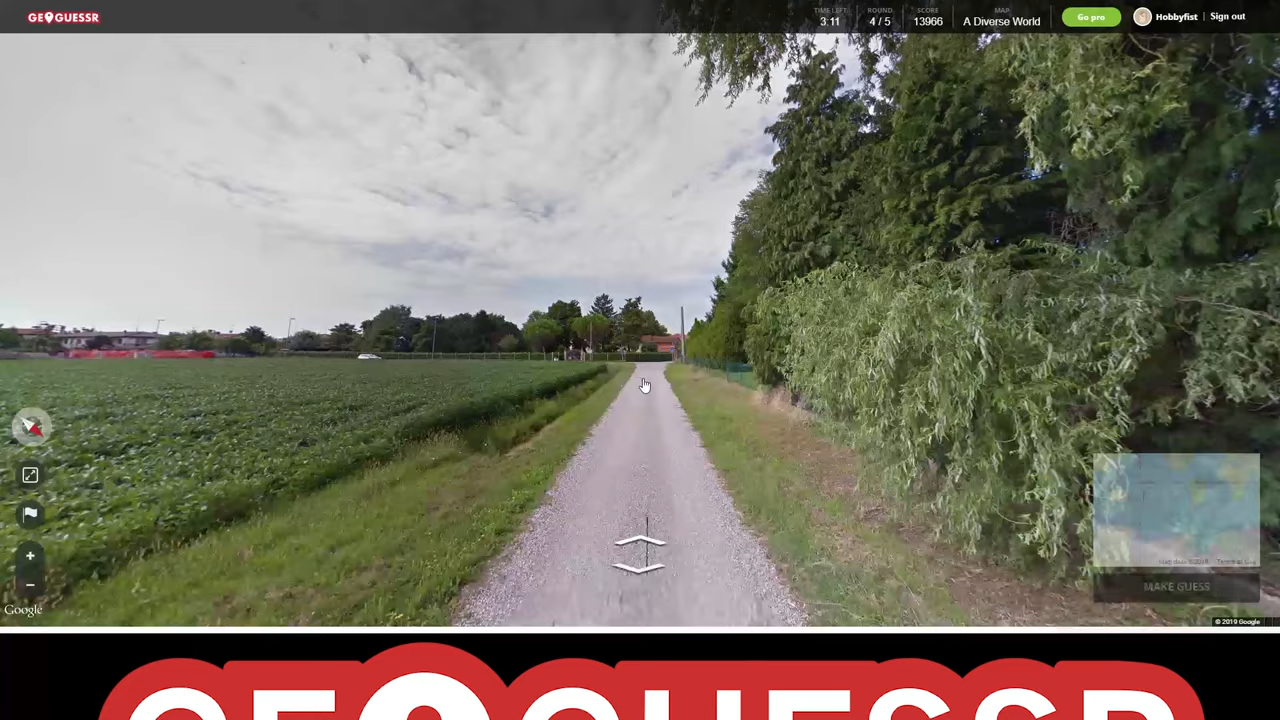 GEOGUESSR
TIME LEFT
3:11
ROUND
4 / 5
SCORE
13966
MAP
A Diverse World
Go pro
Hobbyfist | Sign out
MAKE GUESS
Google
© 2019 Google
GEOGUESSR